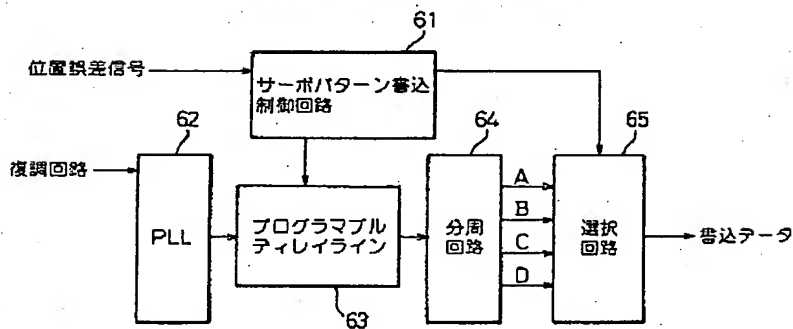 61
位置誤差信号
サーボパターン書込
制御回路
62
64
65
復調回路
A
B
C
D
PLL
プログラマブル
ディレイライン
分周
回路
選択
回路
書込データ
63